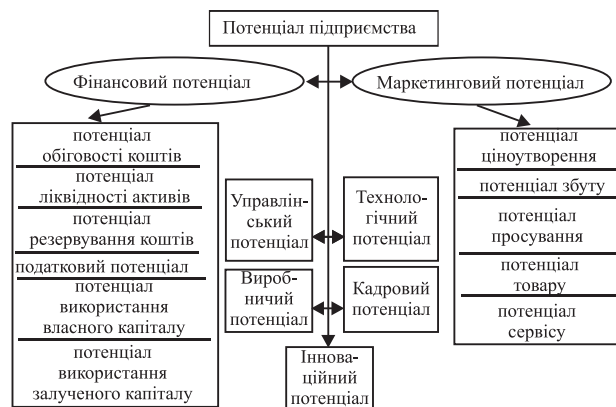 Потенціал підприємства
Фінансовий потенціал
Маркетинговий потенціал
потенціал
обіговості коштів
потенціал
ліквідності активів
потенціал
резервування коштів
податковий потенціал
потенціал
використання
власного капіталу
потенціал
використання
залученого капіталу
Управлін-
ський
потенціал
Техноло-
гічний
потенціал
Вироб-
ничий
потенціал
Кадровий
потенціал
Іннова-
ційний
потенціал
потенціал
ціноутворення
потенціал збуту
потенціал
просування
потенціал
товару
потенціал
сервісу